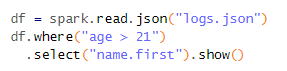 df = spark.read.json("logs.json")
df.where("age > 21")
  .select("name.first").show()